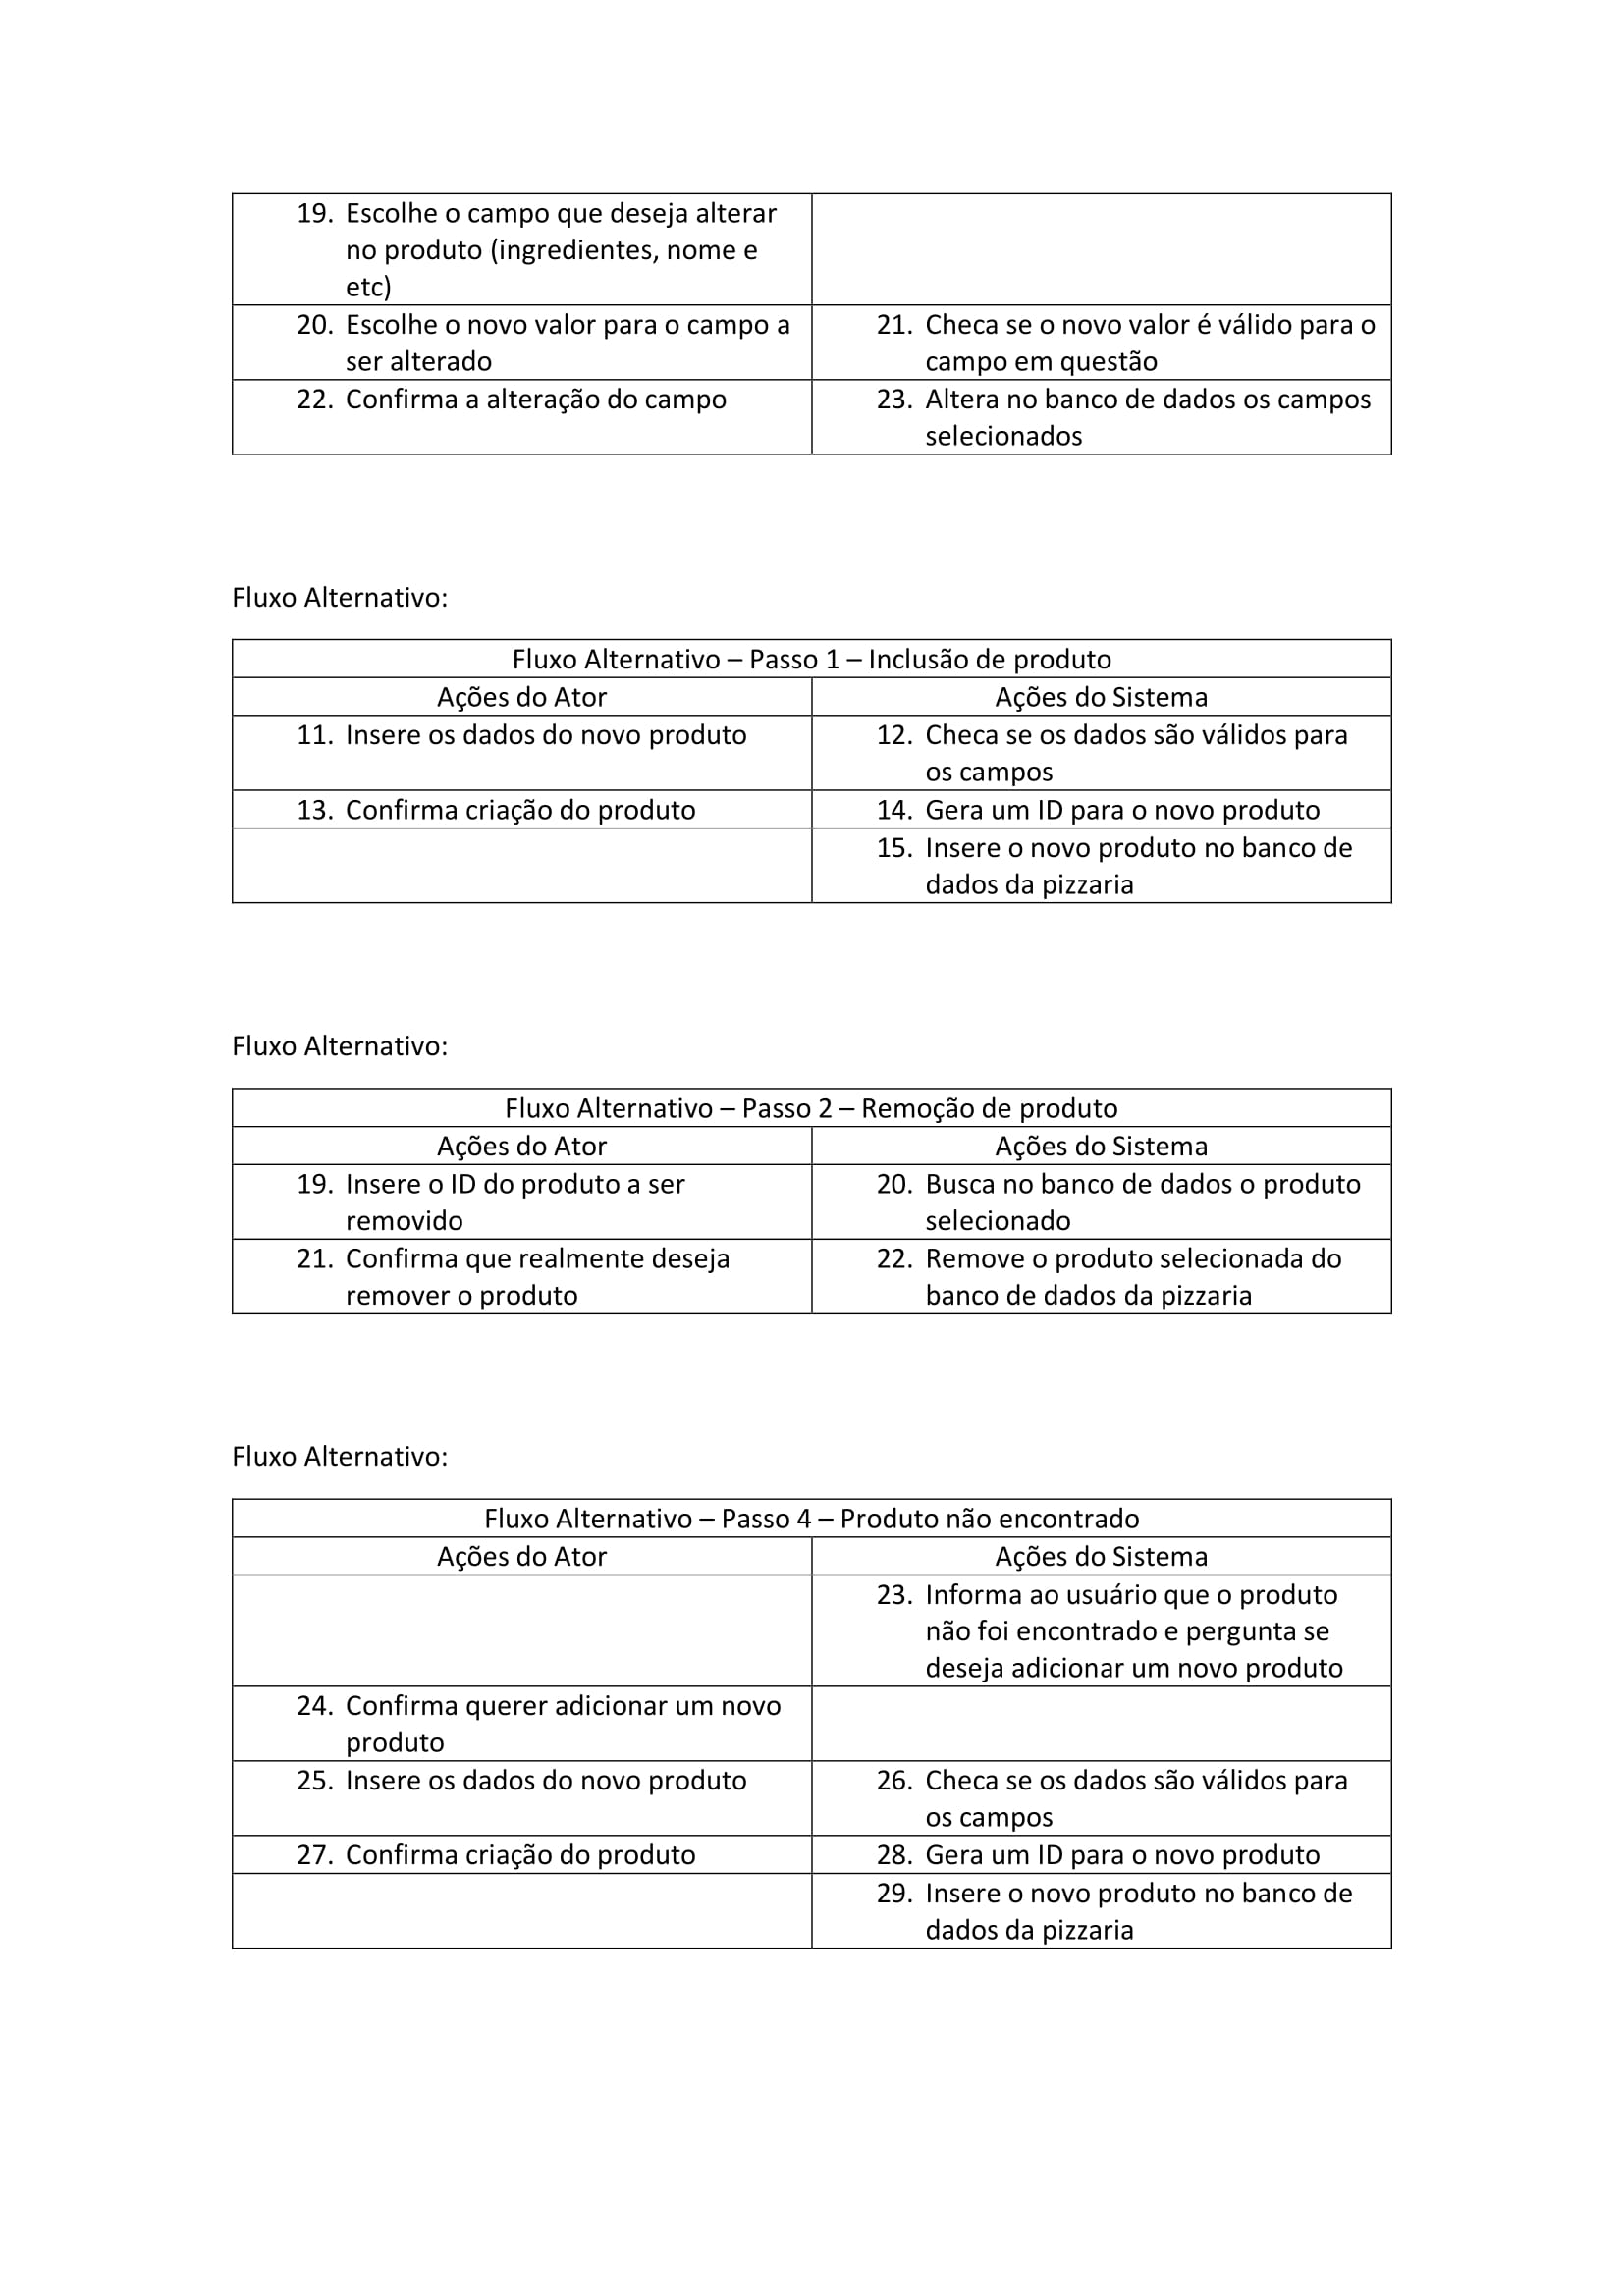 19. Escolhe o campo que deseja alterar
no produto (ingredientes, nome e
etc)
20. Escolhe o novo valor para o campo a
ser alterado
21. Checa se o novo valor é válido para o
campo em questão
22. Confirma a alteração do campo
23. Altera no banco de dados os campos
selecionados
Fluxo Alternativo:
Fluxo Alternativo – Passo 1 – Inclusão de produto
Ações do Ator
Ações do Sistema
11. Insere os dados do novo produto
12. Checa se os dados são válidos para
os campos
13. Confirma criação do produto
14. Gera um ID para o novo produto
15. Insere o novo produto no banco de
dados da pizzaria
Fluxo Alternativo:
Fluxo Alternativo – Passo 2 – Remoção de produto
Ações do Ator
Ações do Sistema
19. Insere o ID do produto a ser
removido
20. Busca no banco de dados o produto
selecionado
21. Confirma que realmente deseja
remover o produto
22. Remove o produto selecionada do
banco de dados da pizzaria
Fluxo Alternativo:
Fluxo Alternativo – Passo 4 – Produto não encontrado
Ações do Ator
Ações do Sistema
23. Informa ao usuário que o produto
não foi encontrado e pergunta se
deseja adicionar um novo produto
24. Confirma querer adicionar um novo
produto
25. Insere os dados do novo produto
26. Checa se os dados são válidos para
os campos
27. Confirma criação do produto
28. Gera um ID para o novo produto
29. Insere o novo produto no banco de
dados da pizzaria